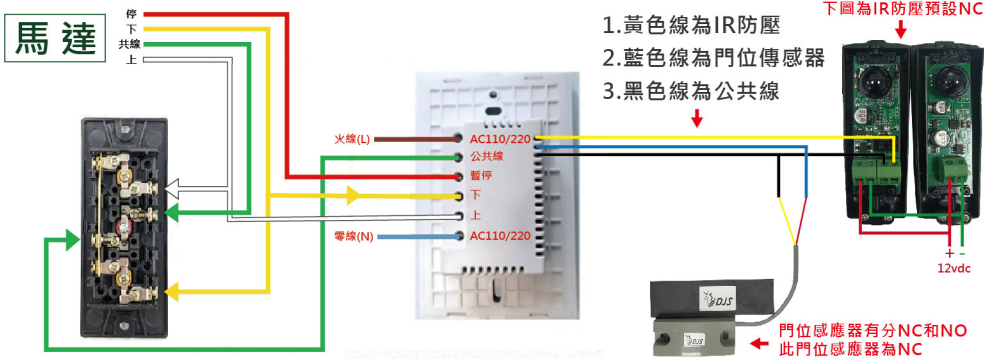 馬達
停
下
共線
上
火線(L)
零線(N)
AC110/220
公共線
暫停
下
上
AC110/220
1.黃色線為IR防壓
2.藍色線為門位傳感器
3.黑色線為公共線
下圖為IR防壓預設NC
+ -
12vdc
DJS
DJS
門位感應器有分NC和NO
此門位感應器為NC